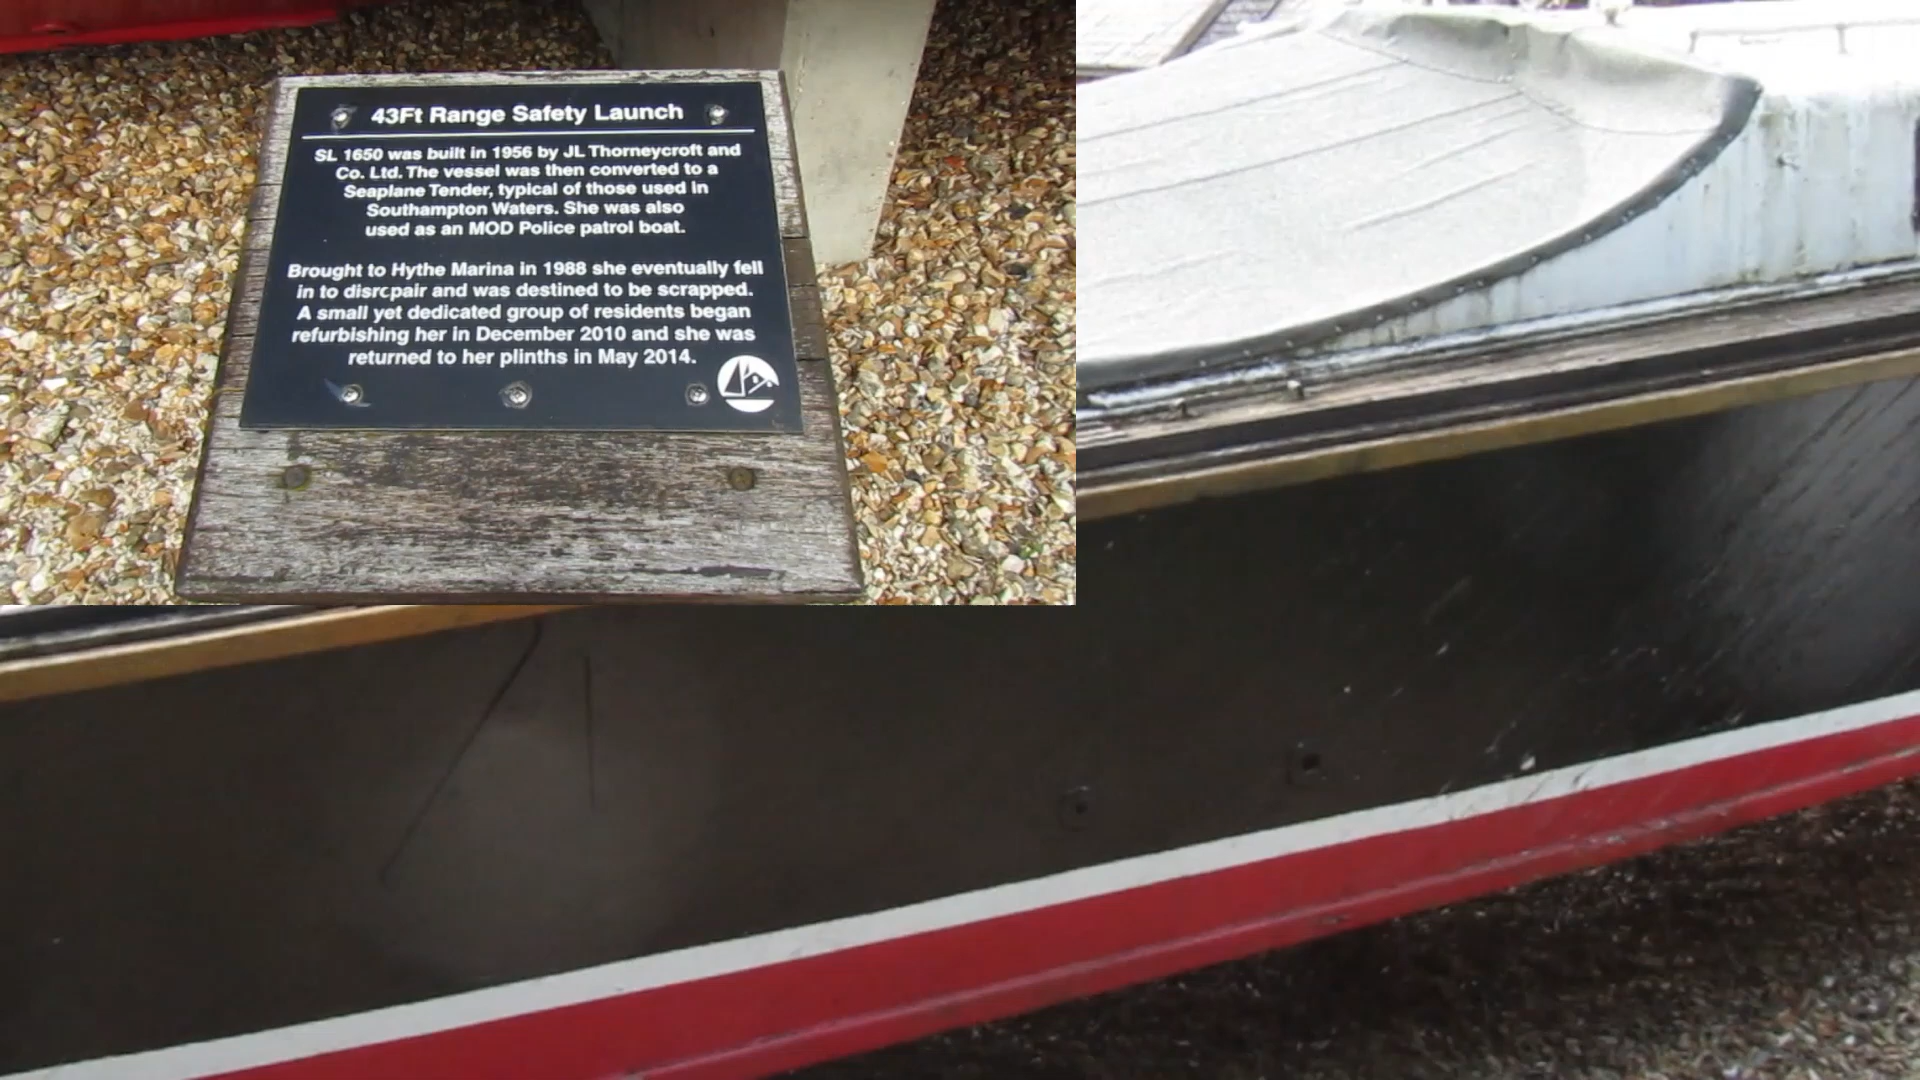 43Ft Range Safety Launch
SL 1650 was built in 1956 by JL Thorneycroft and
Co. Ltd. The vessel was then converted to a
Seaplane Tender, typical of those used in
Southampton Waters. She was also
used as an MOD Police patrol boat.
Brought to Hythe Marina in 1988 she eventually fell
in to disrepair and was destined to be scrapped.
A small yet dedicated group of residents began
refurbishing her in December 2010 and she was
returned to her plinths in May 2014.